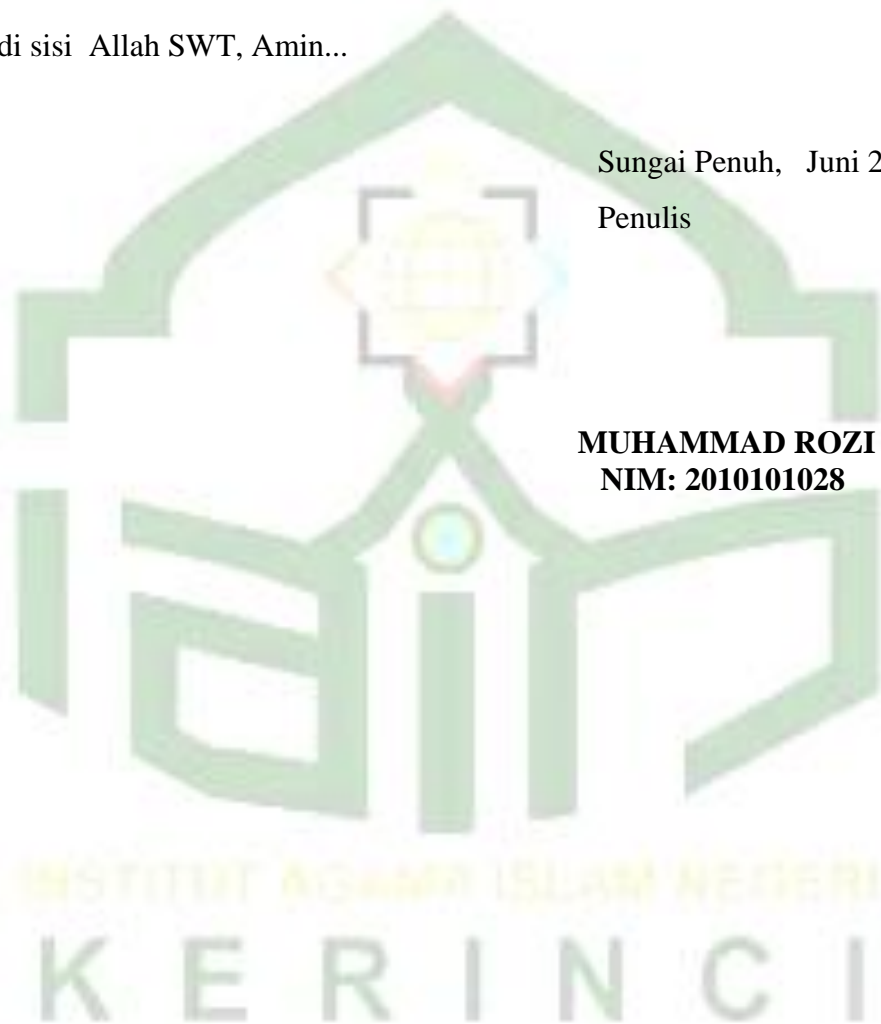 di sisi Allah SWT, Amin...
Sungai Penuh, Juni 2
Penulis
MUHAMMAD ROZI
NIM: 2010101028
iain
INSTITUT AGAMA ISLAM NEGERI
KERINCI